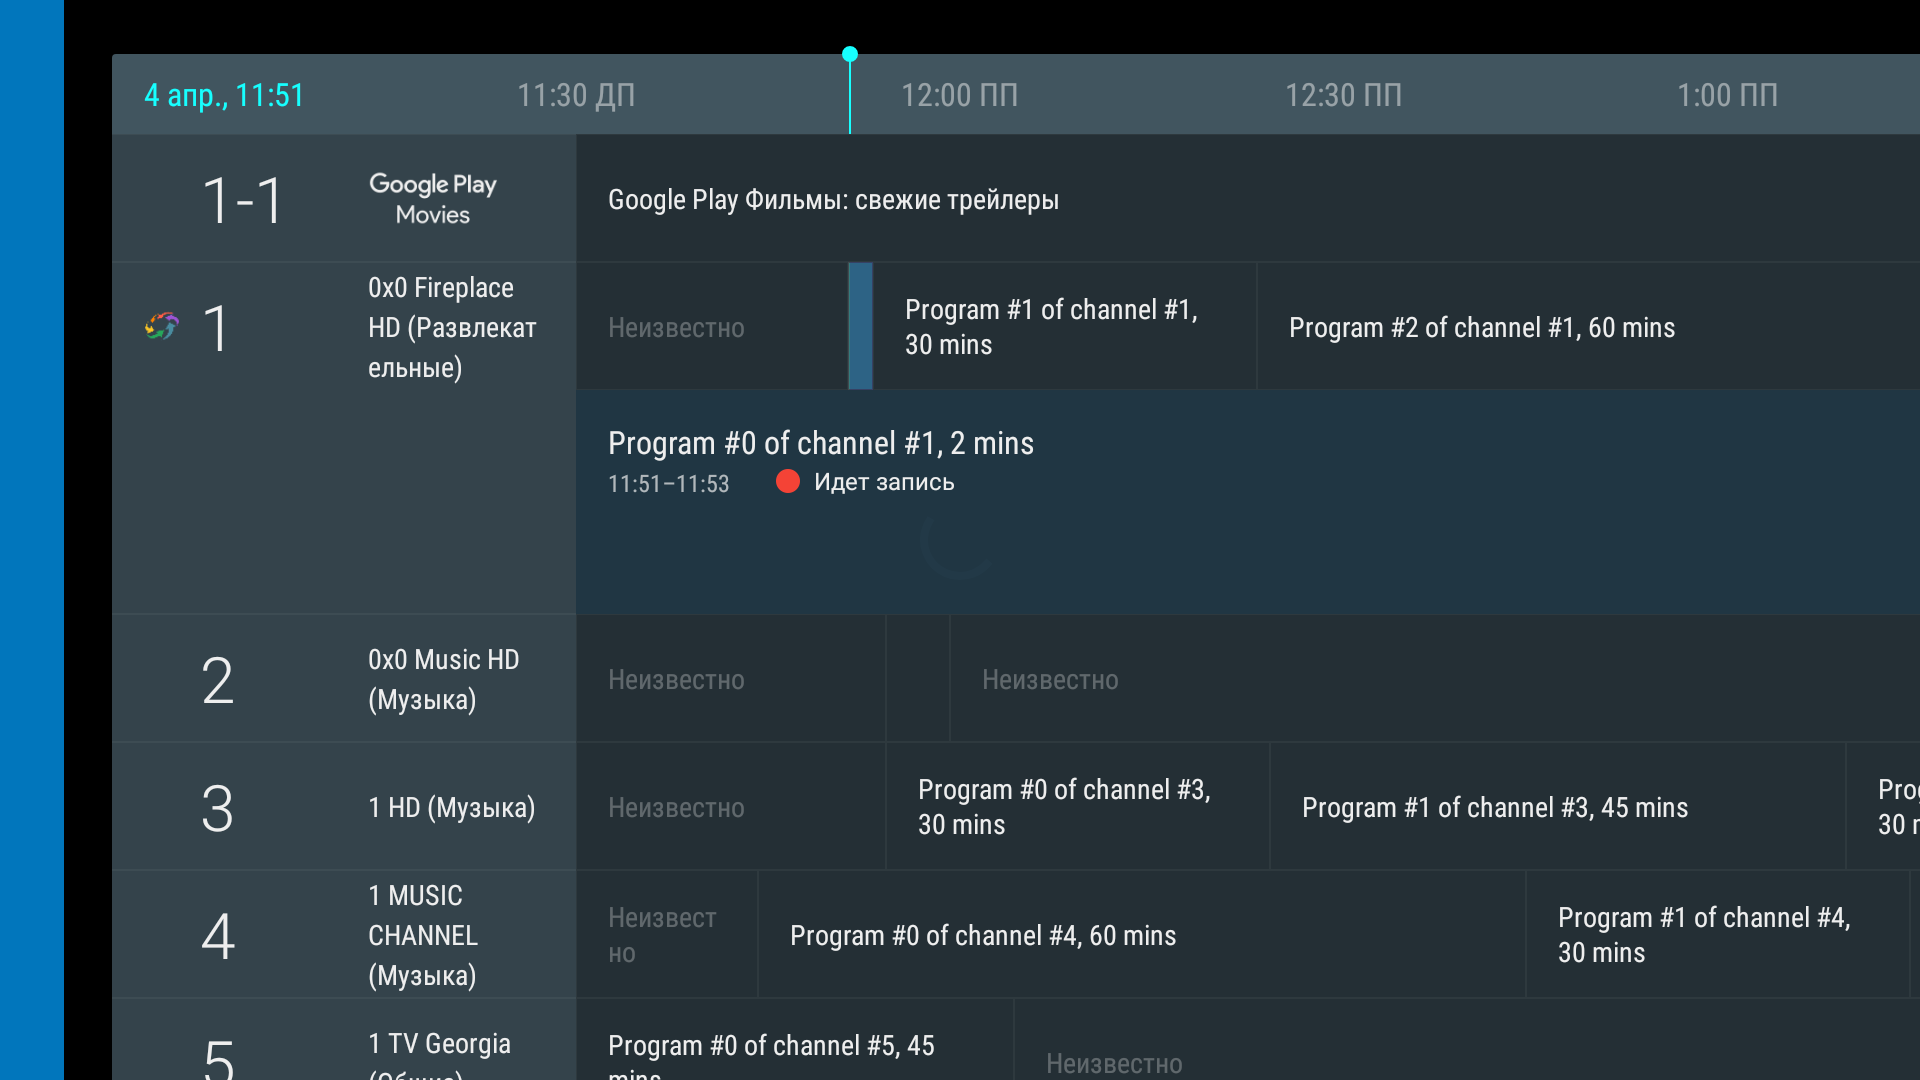 4 апр., 11:51
11:30 ДП
12:00 ПП
12:30 ПП
1:00 ПП
1-1
Google Play
Movies
Google Play Фильмы: свежие трейлеры
1
0x0 Fireplace
HD (Развлекат
ельные)
Неизвестно
Program #1 of channel #1,
30 mins
Program #2 of channel #1, 60 mins
Program #0 of channel #1, 2 mins
11:51–11:53
Идет запись
2
0x0 Music HD
(Музыка)
Неизвестно
Неизвестно
3
1 HD (Музыка)
Неизвестно
Program #0 of channel #3,
30 mins
Program #1 of channel #3, 45 mins
30
4
1 MUSIC
CHANNEL
(Музыка)
Неизвест
но
Program #0 of channel #4, 60 mins
Program #1 of channel #4,
30 mins
5
1 TV Georgia
Program #0 of channel #5, 45
mins
Неизвестно